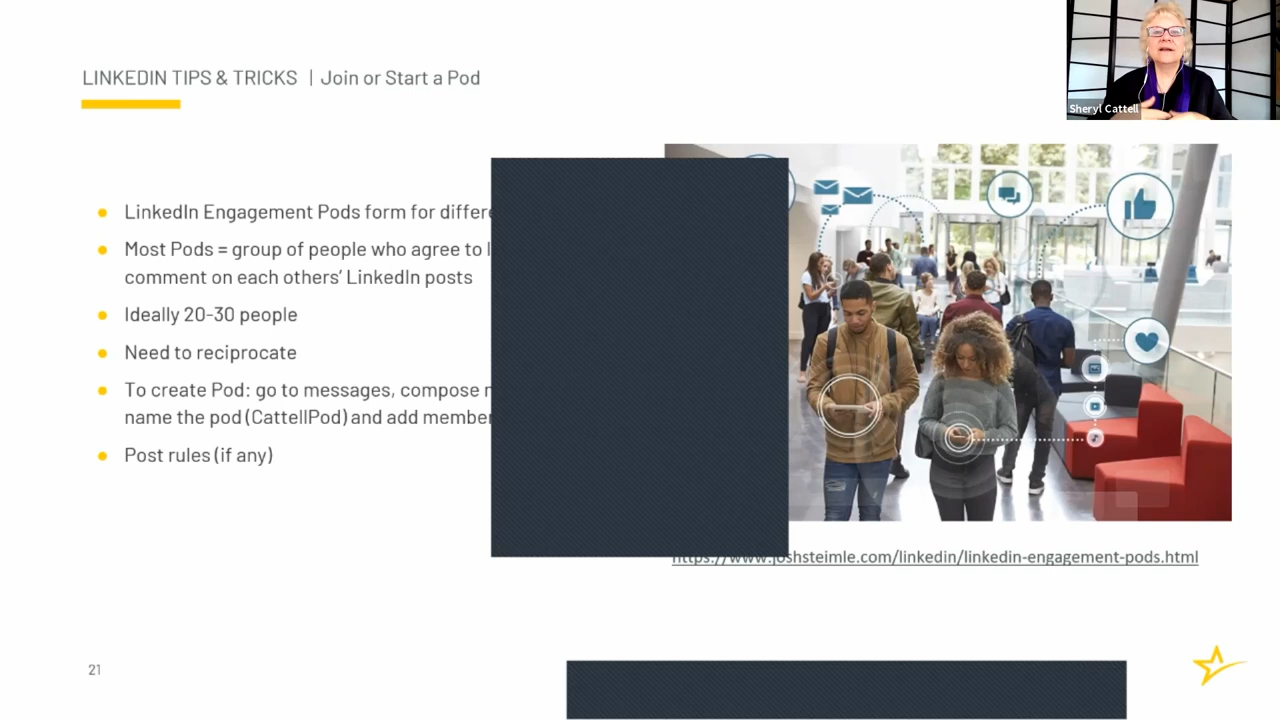 LINKEDIN TIPS & TRICKS | Join or Start a Pod
Sheryl Cattell
LinkedIn Engagement Pods form for
Most Pods = group of people who agree to
comment on each others’ LinkedIn posts
Ideally 20-30 people
Need to reciprocate
To create Pod: go to messages, compose
name the pod (CattellPod) and add
Post rules (if any)
https://www.joshsteimle.com/linkedin/linkedin-engagement-pods.html
21